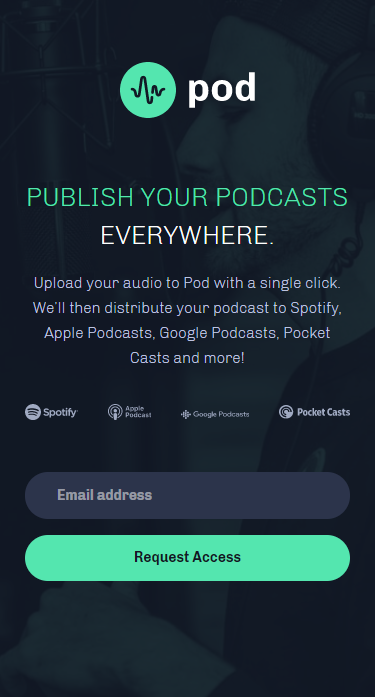 pod
PUBLISH YOUR PODCASTS
EVERYWHERE.
Upload your audio to Pod with a single click.
We’ll then distribute your podcast to Spotify,
Apple Podcasts, Google Podcasts, Pocket
Casts and more!
Spotify Apple Podcast Google Podcasts Pocket Casts
Email address
Request Access